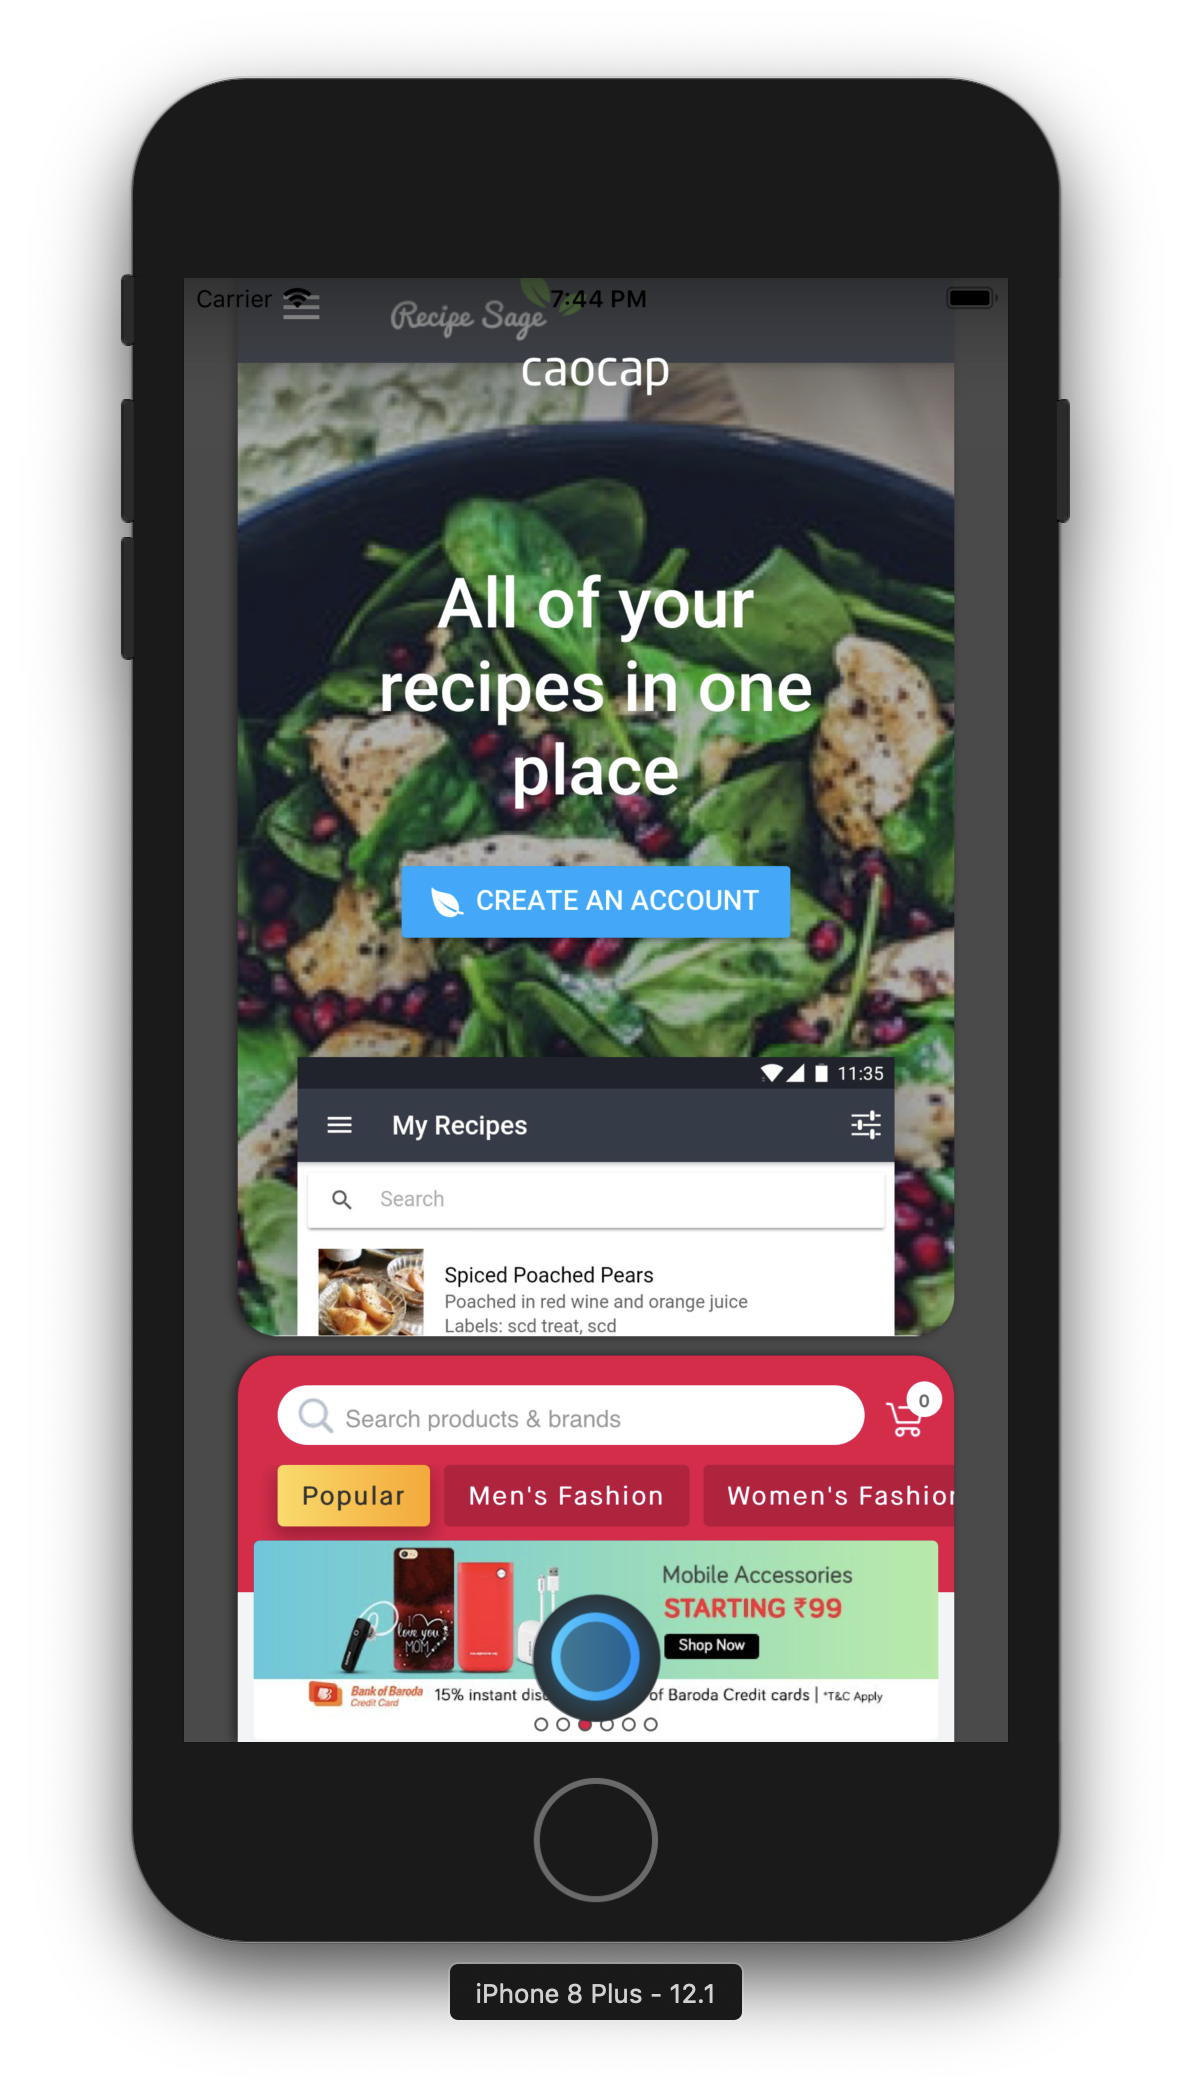 Carrier 7:44 PM
Recipe Sage
caocap
All of your
recipes in one
place
CREATE AN ACCOUNT
11:35
My Recipes
Search
Spiced Poached Pears
Poached in red wine and orange juice
Labels: scd treat, scd
Search products & brands
0
Popular Men's Fashion Women's Fashion
Mobile Accessories
STARTING ₹99
Shop Now
I love you
MOM
Bank of Baroda
Credit Card
15% instant of Baroda Credit cards | *T&C Apply
iPhone 8 Plus - 12.1